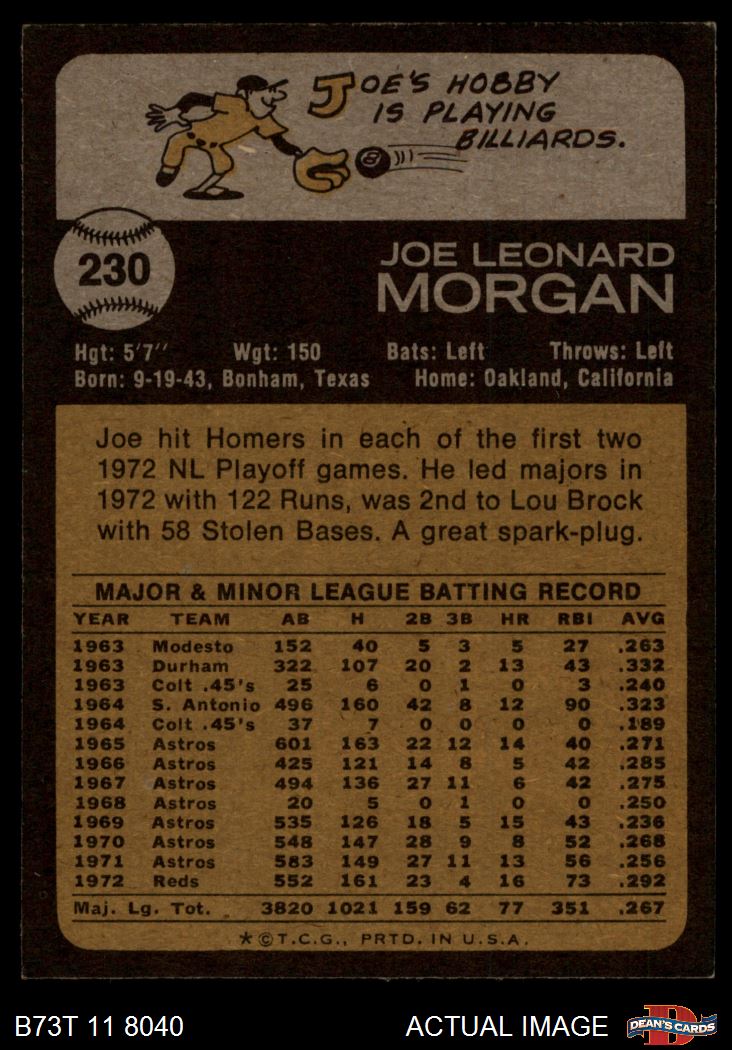 JOE'S HOBBY
IS PLAYING
BILLIARDS.
8
230
JOE LEONARD
MORGAN
Hgt: 5'7" Wgt: 150 Bats: Left Throws: Left
Born: 9-19-43, Bonham, Texas Home: Oakland, California
Joe hit Homers in each of the first two
1972 NL Playoff games. He led majors in
1972 with 122 Runs, was 2nd to Lou Brock
with 58 Stolen Bases. A great spark-plug.
MAJOR & MINOR LEAGUE BATTING RECORD
YEAR TEAM AB H 2B 3B HR RBI AVG
1963 Modesto 152 40 5 3 5 27 .263
1963 Durham 322 107 20 2 13 43 .332
1963 Colt .45's 25 6 0 1 0 3 .240
1964 S. Antonio 496 160 42 8 12 90 .323
1964 Colt .45's 37 7 0 0 0 0 .189
1965 Astros 601 163 22 12 14 40 .271
1966 Astros 425 121 14 8 5 42 .285
1967 Astros 494 136 27 11 6 42 .275
1968 Astros 20 5 0 1 0 0 .250
1969 Astros 535 126 18 5 15 43 .236
1970 Astros 548 147 28 9 8 52 .268
1971 Astros 583 149 27 11 13 56 .256
1972 Reds 552 161 23 4 16 73 .292
Maj. Lg. Tot. 3820 1021 159 62 77 351 .267
*©T.C.G., PRTD. IN U.S.A.
B73T 11 8040 ACTUAL IMAGE DEAN'S CARDS